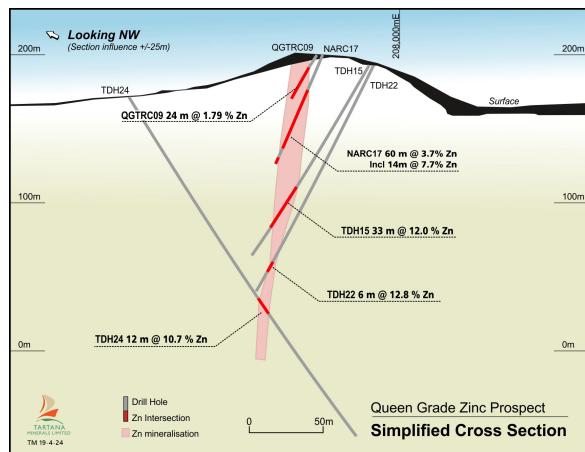 Looking NW
(Section influence +/-25m)
QGTRC09
NARC17
208,000mE
200m
200m
TDH15
TDH22
TDH24
Surface
QGTRC09 24 m @ 1.79 % Zn
NARC17 60 m @ 3.7% Zn
Incl 14m @ 7.7% Zn
100m
100m
TDH15 33 m @ 12.0 % Zn
TDH22 6 m @ 12.8 % Zn
TDH24 12 m @ 10.7 % Zn
0m
0m
TARTANA
MINERALS LIMITED
TM 19-4-24
Drill Hole
Zn Intersection
Zn mineralisation
0
50m
Queen Grade Zinc Prospect
Simplified Cross Section